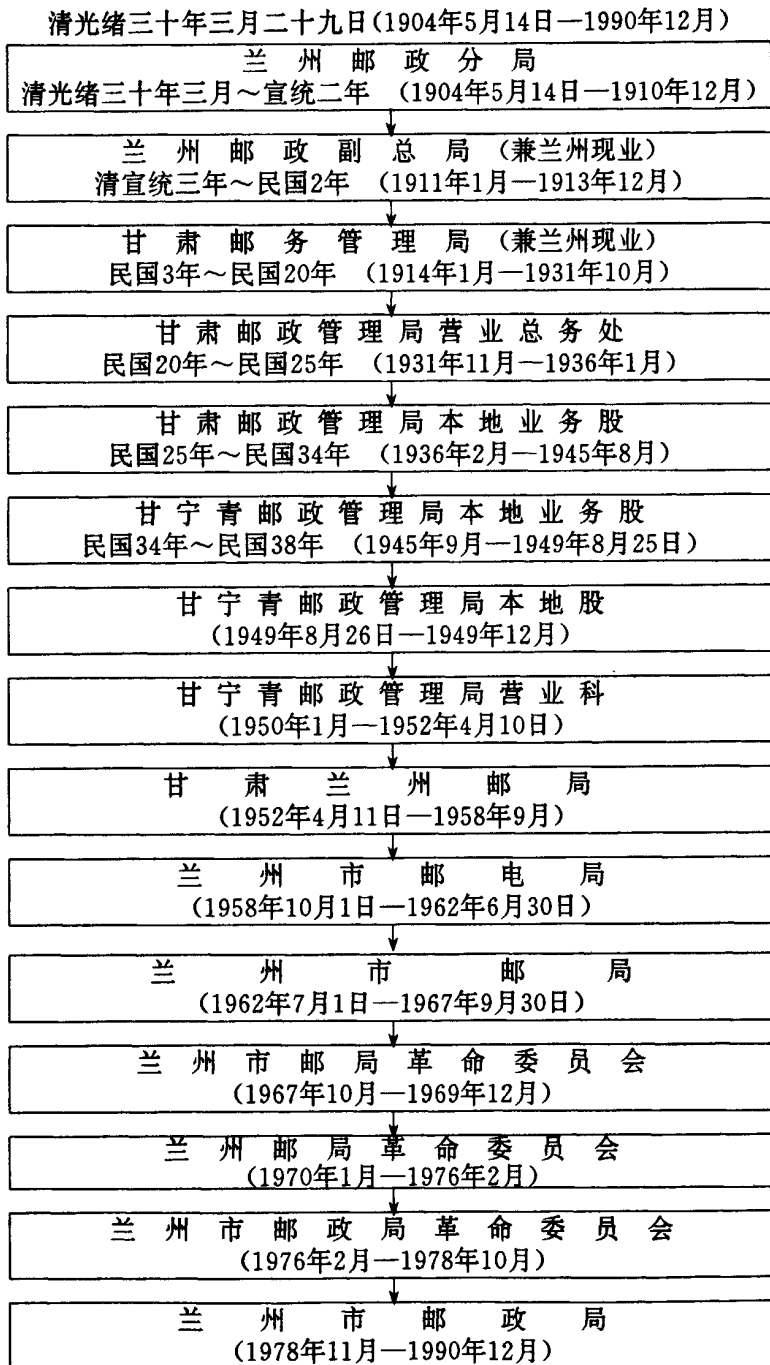 清光绪三十年三月二十九日(1904年5月14日—1990年12月)
兰州邮政分局
清光绪三十年三月～宣统二年 (1904年5月14日—1910年12月)
兰州邮政副总局(兼兰州现业)
清宣统三年～民国2年 (1911年1月—1913年12月)
甘肃邮务管理局(兼兰州现业)
民国3年～民国20年 (1914年1月—1931年10月)
甘肃邮政管理局营业总务处
民国20年～民国25年 (1931年11月—1936年1月)
甘肃邮政管理局本地业务股
民国25年～民国34年 (1936年2月—1945年8月)
甘宁青邮政管理局本地业务股
民国34年～民国38年 (1945年9月—1949年8月25日)
甘宁青邮政管理局本地股
(1949年8月26日—1949年12月)
甘宁青邮政管理局营业科
(1950年1月—1952年4月10日)
甘肃兰州邮局
(1952年4月11日—1958年9月)
兰州市邮电局
(1958年10月1日—1962年6月30日)
兰州市邮局
(1962年7月1日—1967年9月30日)
兰州市邮局革命委员会
(1967年10月—1969年12月)
兰州邮局革命委员会
(1970年1月—1976年2月)
兰州市邮政局革命委员会
(1976年2月—1978年10月)
兰州市邮政局
(1978年11月—1990年12月)